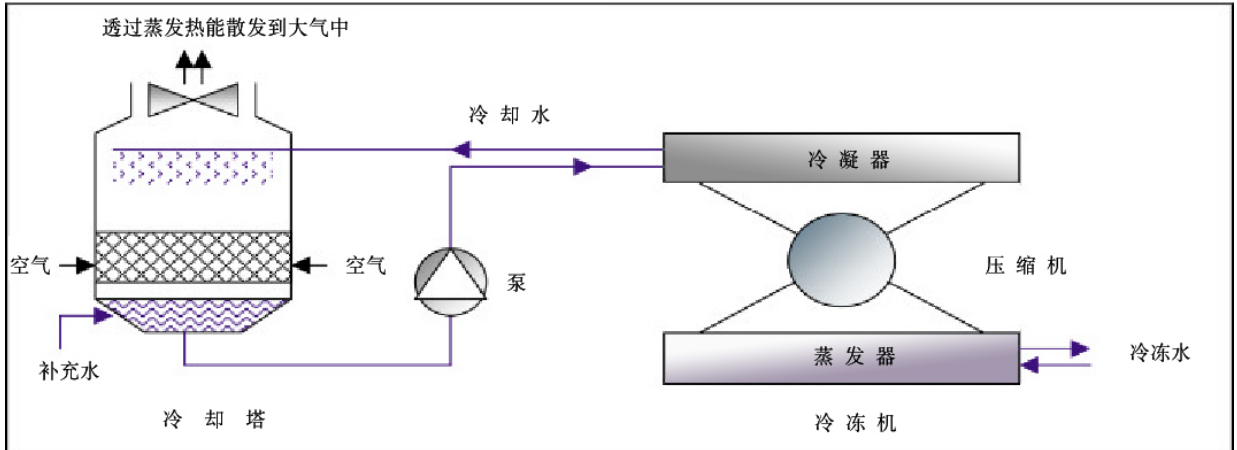 透过蒸发热能散发到大气中
冷却水
冷凝器
空气
空气
泵
压缩机
补充水
蒸发器
冷冻水
冷却塔
冷冻机